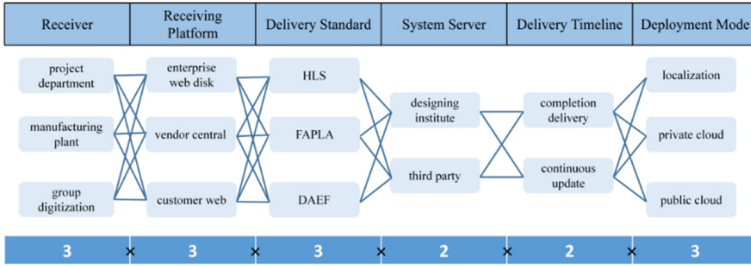 Receiver
Receiving
Platform
Delivery Standard
System Server
Delivery Timeline
Deployment Mode
project
department
enterprise
web disk
HLS
localization
designing
institute
completion
delivery
manufacturing
plant
vendor central
FAPLA
private cloud
third party
continuous
update
group
digitization
customer web
DAEF
public cloud
3 × 3 × 3 × 2 × 2 × 3